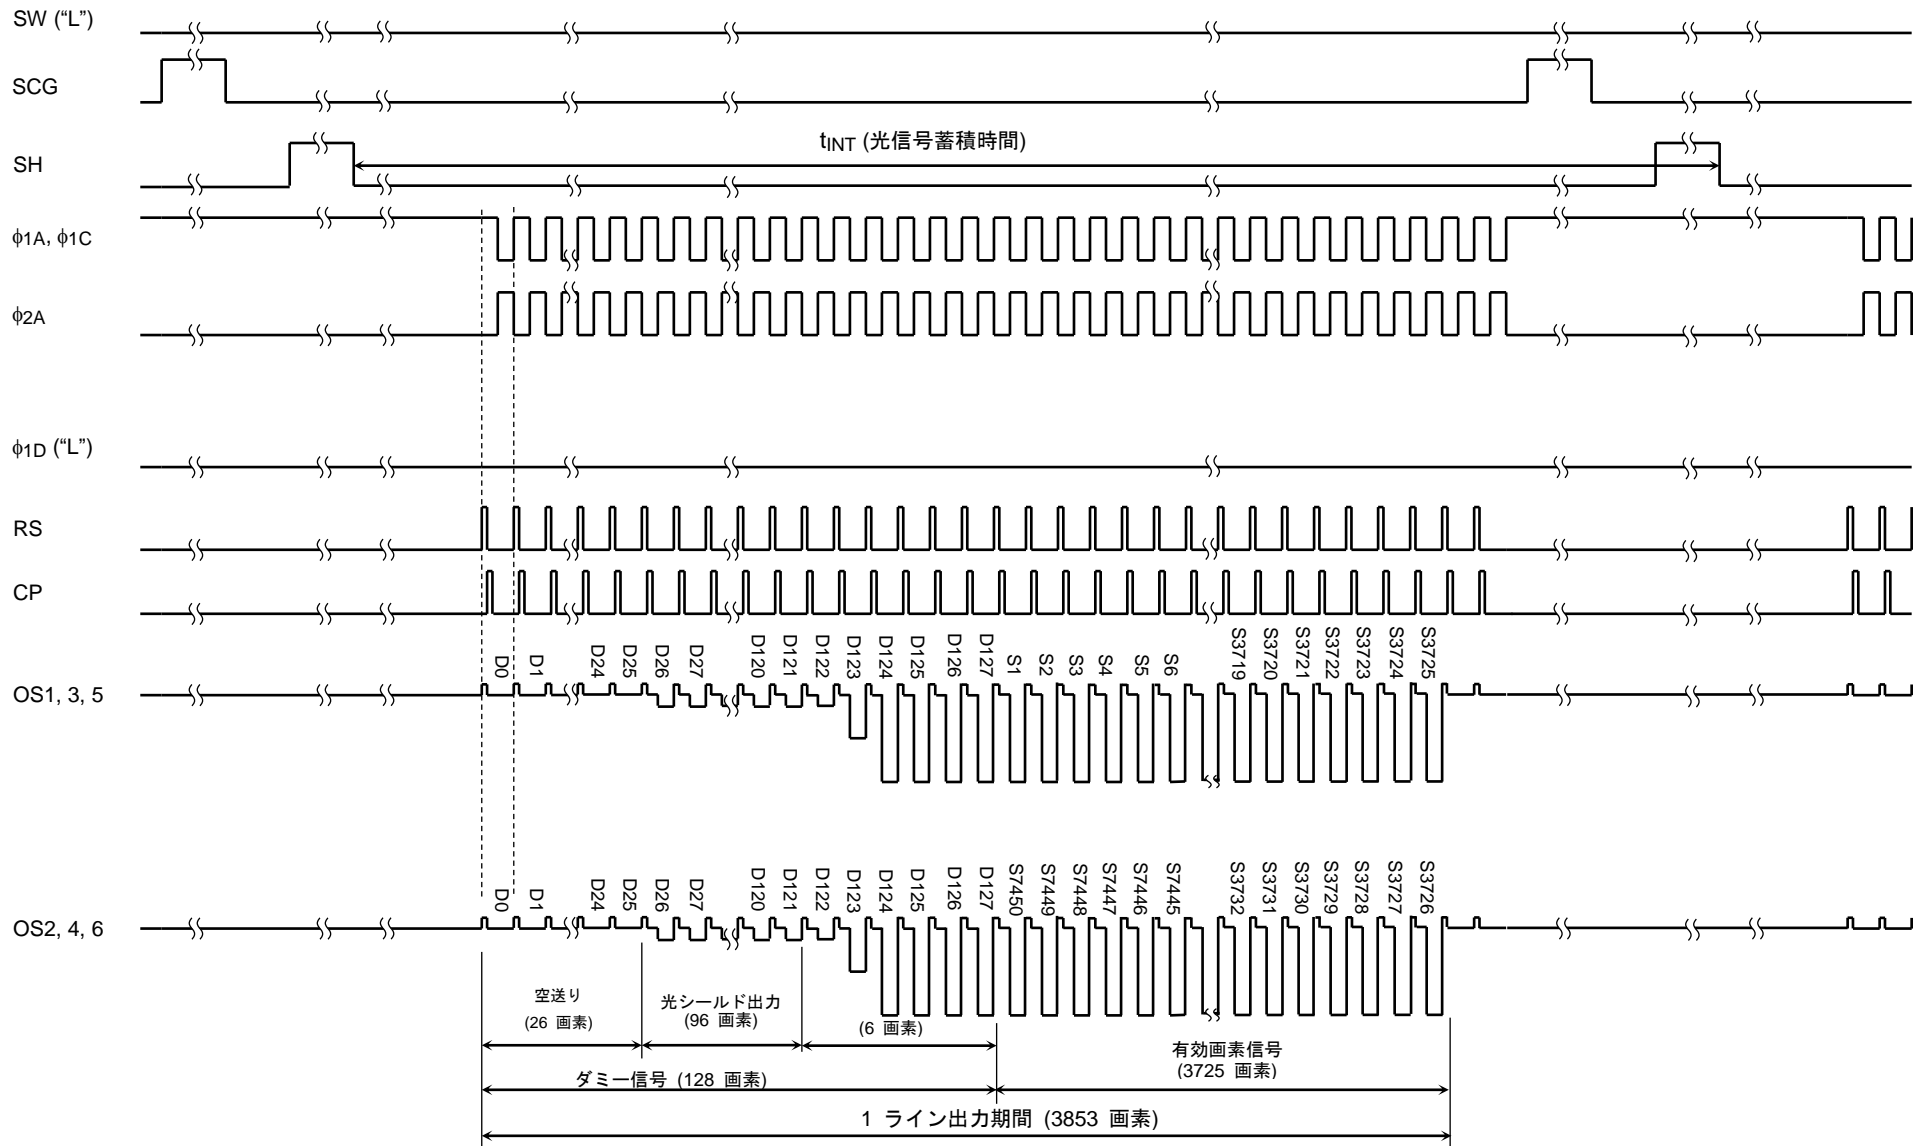 SW (“L”)
SCG
SH
tINT (光信号蓄積時間)
ϕ1A, ϕ1C
ϕ2A
ϕ1D (“L”)
RS
CP
OS1, 3, 5
D0
D1
D24
D25
D26
D27
D120
D121
D122
D123
D124
D125
D126
D127
S1
S2
S3
S4
S5
S6
S3719
S3720
S3721
S3722
S3723
S3724
S3725
OS2, 4, 6
D0
D1
D24
D25
D26
D27
D120
D121
D122
D123
D124
D125
D126
D127
S7450
S7449
S7448
S7447
S7446
S7445
S3732
S3731
S3730
S3729
S3728
S3727
S3726
空送り
(26 画素)
光シールド出力
(96 画素)
(6 画素)
有効画素信号
(3725 画素)
ダミー信号 (128 画素)
1 ライン出力期間 (3853 画素)